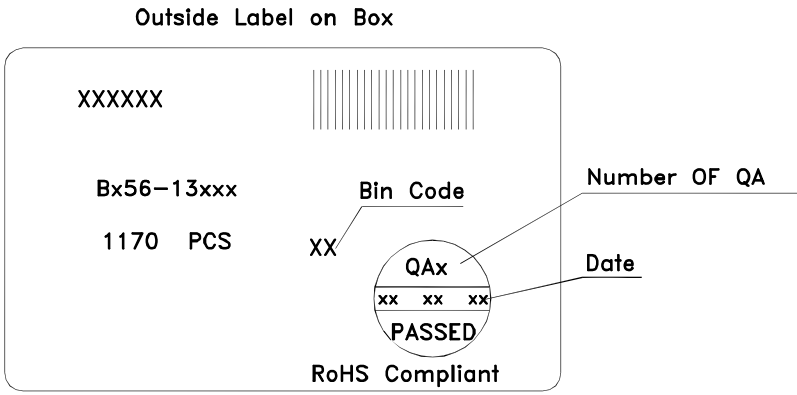 Outside Label on Box
XXXXXX
Bx56-13xxx
Bin Code
Number OF QA
1170 PCS
XX
QAx
Date
xx xx xx
PASSED
RoHS Compliant